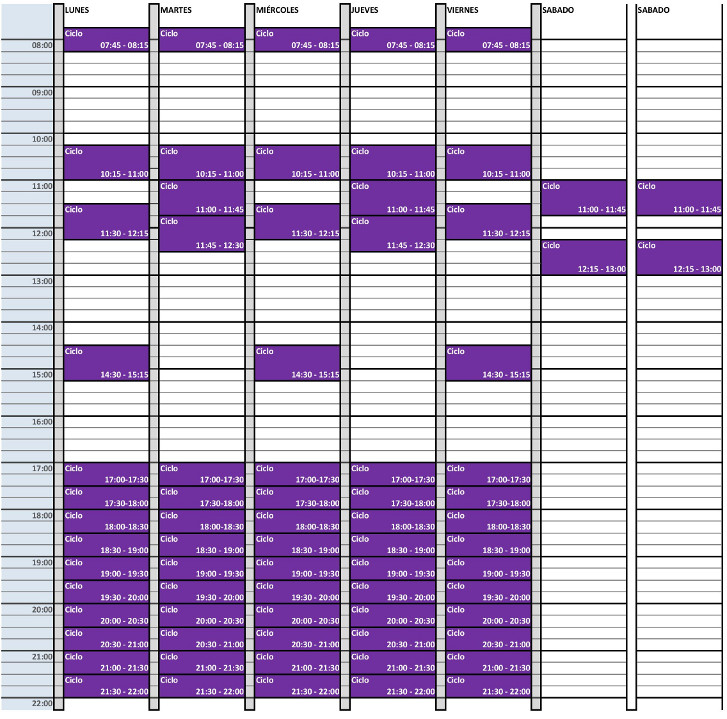 LUNES MARTES MIÉRCOLES JUEVES VIERNES SABADO SABADO
Ciclo Ciclo Ciclo Ciclo Ciclo
08:00 07:45 - 08:15 07:45 - 08:15 07:45 - 08:15 07:45 - 08:15 07:45 - 08:15
09:00
10:00
Ciclo Ciclo Ciclo Ciclo Ciclo
10:15 - 11:00 10:15 - 11:00 10:15 - 11:00 10:15 - 11:00 10:15 - 11:00
11:00 Ciclo Ciclo Ciclo Ciclo
Ciclo 11:00 - 11:45 Ciclo 11:00 - 11:45 Ciclo 11:00 - 11:45 11:00 - 11:45
Ciclo Ciclo
12:00 11:30 - 12:15 11:30 - 12:15 11:30 - 12:15
11:45 - 12:30 11:45 - 12:30 Ciclo Ciclo
12:15 - 13:00 12:15 - 13:00
13:00
14:00
Ciclo Ciclo Ciclo
15:00 14:30 - 15:15 14:30 - 15:15 14:30 - 15:15
16:00
17:00 Ciclo Ciclo Ciclo Ciclo Ciclo
17:00-17:30 17:00-17:30 17:00-17:30 17:00-17:30 17:00-17:30
Ciclo Ciclo Ciclo Ciclo Ciclo
17:30-18:00 17:30-18:00 17:30-18:00 17:30-18:00 17:30-18:00
18:00 Ciclo Ciclo Ciclo Ciclo Ciclo
18:00-18:30 18:00-18:30 18:00-18:30 18:00-18:30 18:00-18:30
Ciclo Ciclo Ciclo Ciclo Ciclo
18:30 - 19:00 18:30 - 19:00 18:30 - 19:00 18:30 - 19:00 18:30 - 19:00
19:00 Ciclo Ciclo Ciclo Ciclo Ciclo
19:00 - 19:30 19:00 - 19:30 19:00 - 19:30 19:00 - 19:30 19:00 - 19:30
Ciclo Ciclo Ciclo Ciclo Ciclo
19:30 - 20:00 19:30 - 20:00 19:30 - 20:00 19:30 - 20:00 19:30 - 20:00
20:00 Ciclo Ciclo Ciclo Ciclo Ciclo
20:00 - 20:30 20:00 - 20:30 20:00 - 20:30 20:00 - 20:30 20:00 - 20:30
Ciclo Ciclo Ciclo Ciclo Ciclo
20:30 - 21:00 20:30 - 21:00 20:30 - 21:00 20:30 - 21:00 20:30 - 21:00
21:00 Ciclo Ciclo Ciclo Ciclo Ciclo
21:00 - 21:30 21:00 - 21:30 21:00 - 21:30 21:00 - 21:30 21:00 - 21:30
Ciclo Ciclo Ciclo Ciclo Ciclo
21:30 - 22:00 21:30 - 22:00 21:30 - 22:00 21:30 - 22:00 21:30 - 22:00
22:00